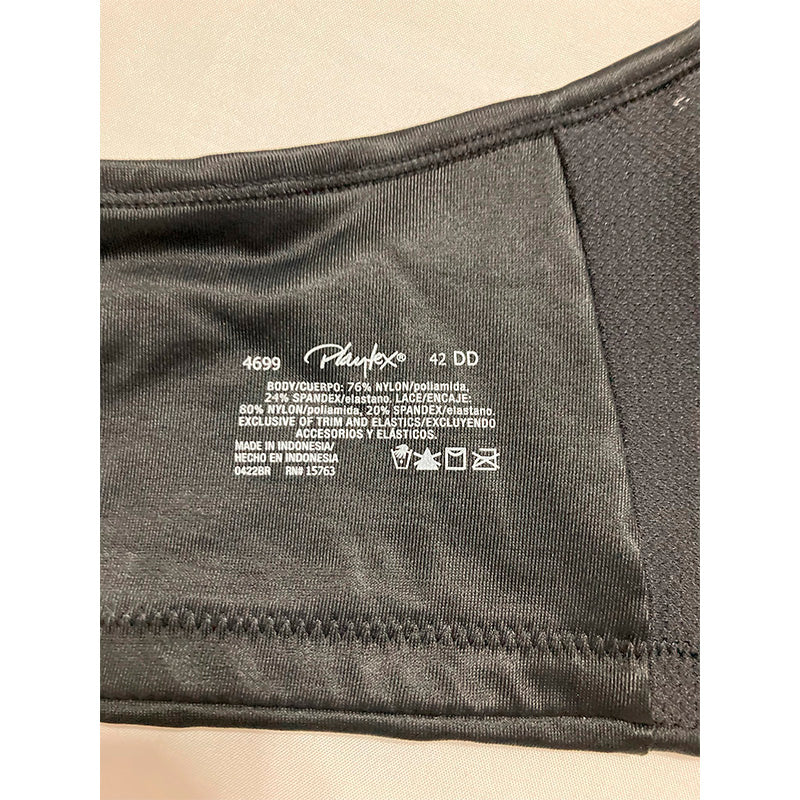 4699 Playtex® 42 DD
BODY/CUERPO: 76% NYLON/poliamida,
24% SPANDEX/elastano. LACE/ENCAJE:
80% NYLON/poliamida, 20% SPANDEX/elastano,
EXCLUSIVE OF TRIM AND ELASTICS/EXCLUYENDO
ACCESORIOS Y ELÁSTICOS.
MADE IN INDONESIA/
HECHO EN INDONESIA
0422BR RN# 15763